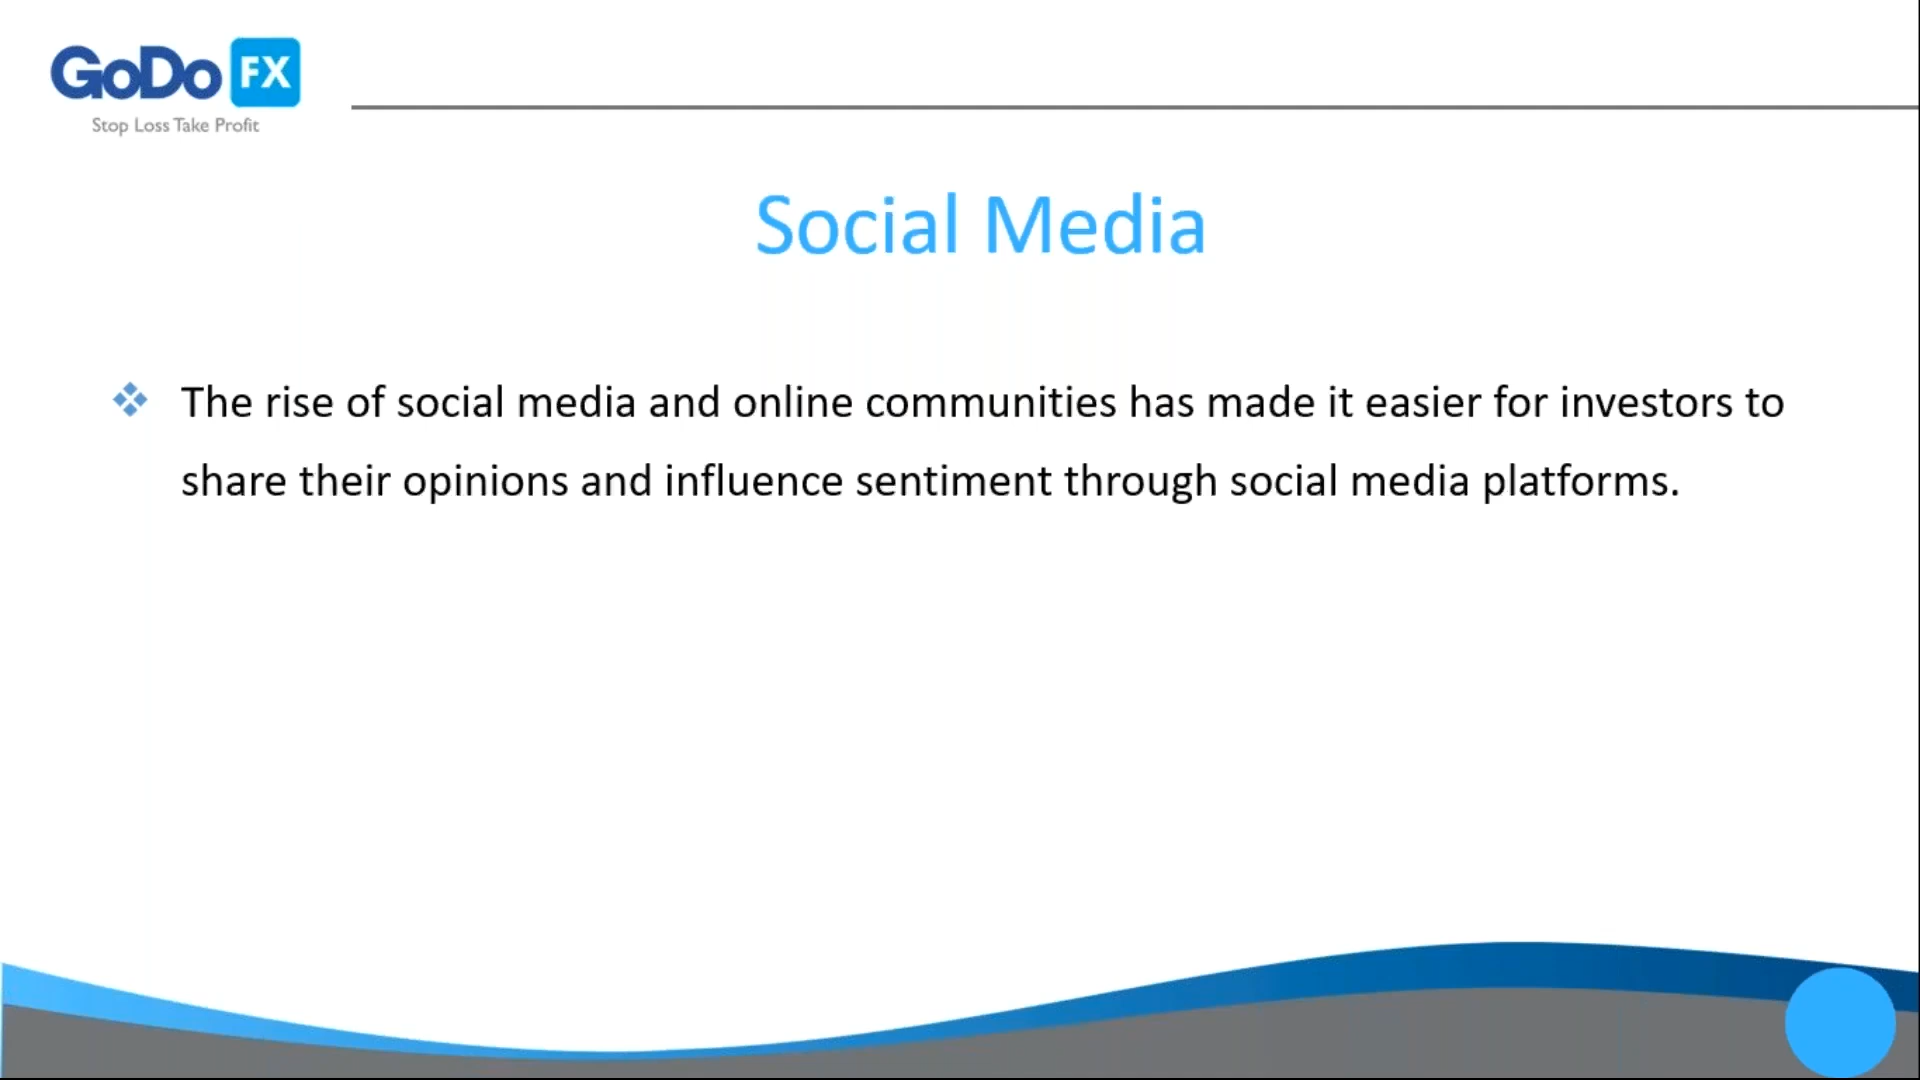 GoDo FX
Stop Loss Take Profit
Social Media
The rise of social media and online communities has made it easier for investors to
share their opinions and influence sentiment through social media platforms.